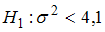 H₁ : σ² < 4,1